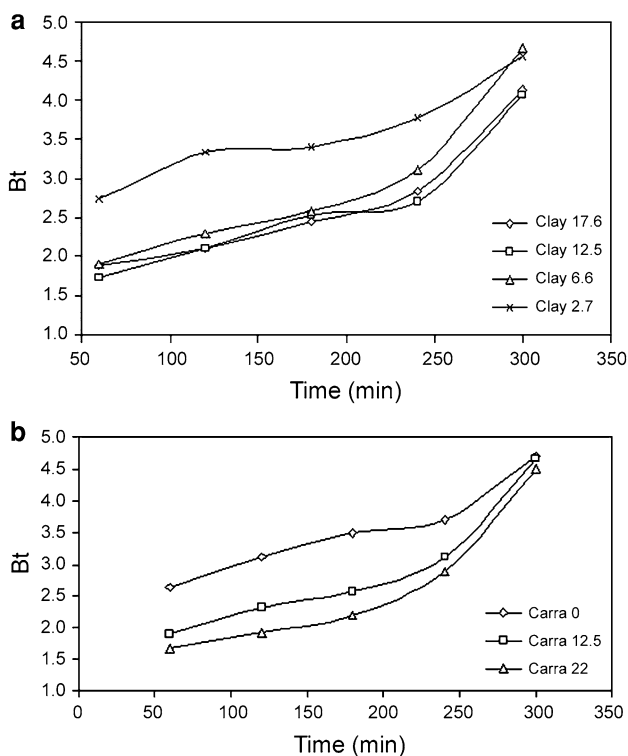 a
5.0
4.5
4.0
3.5
3.0
2.5
2.0
1.5
1.0
Bt
Clay 17.6
Clay 12.5
Clay 6.6
Clay 2.7
50 100 150 200 250 300 350
Time (min)
b
5.0
4.5
4.0
3.5
3.0
2.5
2.0
1.5
1.0
Bt
Carra 0
Carra 12.5
Carra 22
0 50 100 150 200 250 300 350
Time (min)